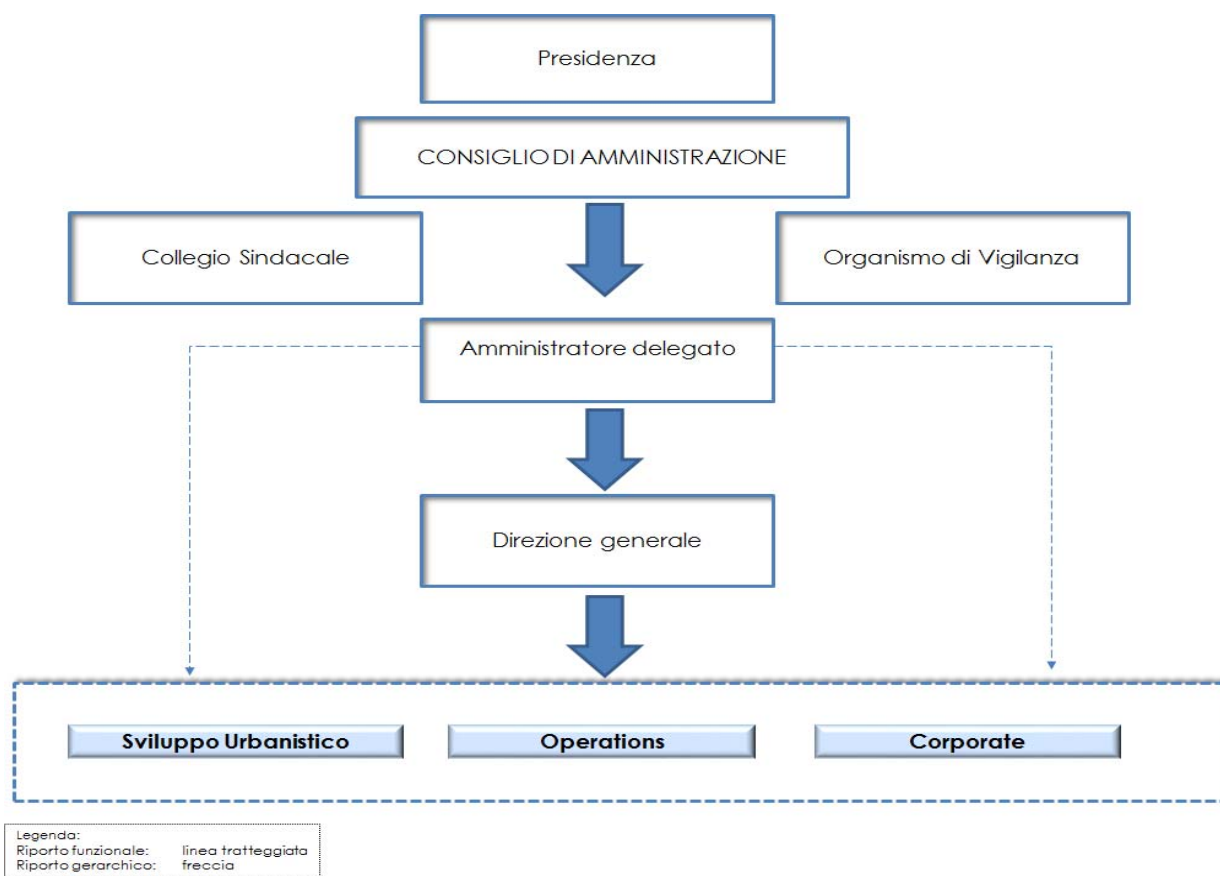 Presidenza
CONSIGLIO DI AMMINISTRAZIONE
Collegio Sindacale
Organismo di Vigilanza
Amministratore delegato
Direzione generale
Sviluppo Urbanistico
Operations
Corporate
Legenda:
Riporto funzionale: linea tratteggiata
Riporto gerarchico: freccia